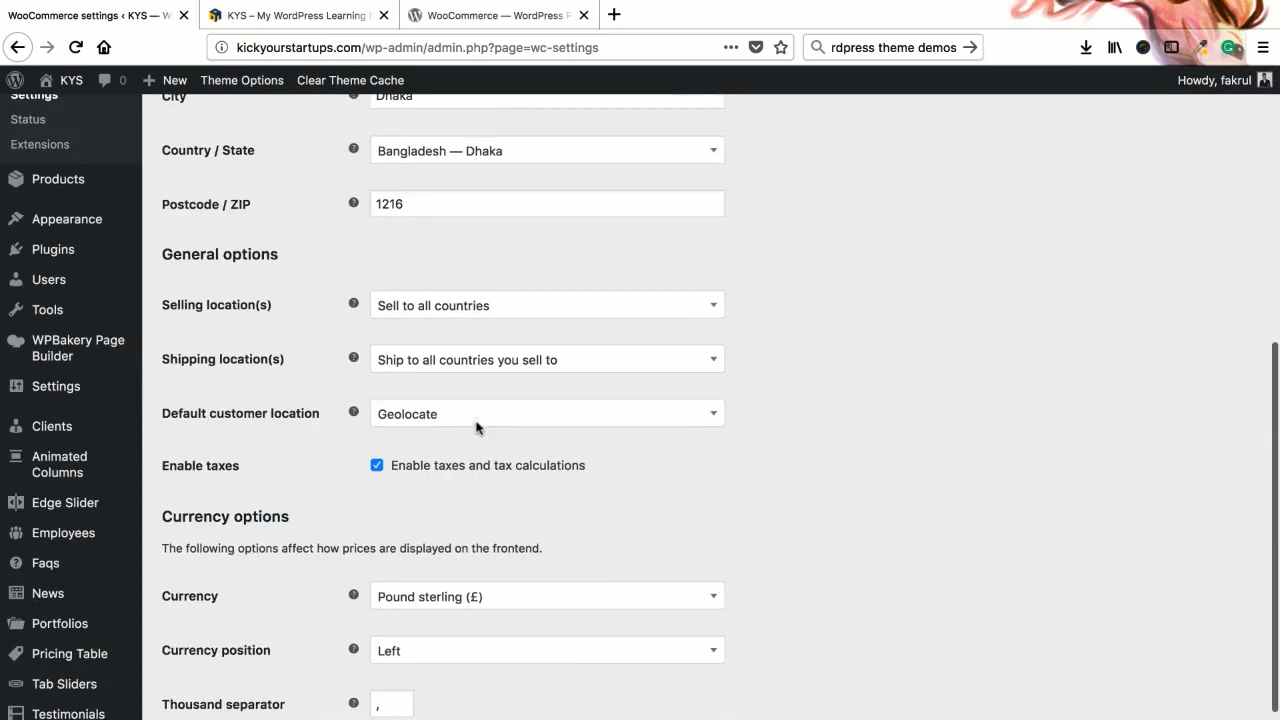 WooCommerce settings ‹ KYS — W
KYS – My WordPress Learning
WooCommerce — WordPress P
kickyourstartups.com/wp-admin/admin.php?page=wc-settings
rdpress theme demos
KYS
0
New
Theme Options
Clear Theme Cache
Howdy, fakrul
Settings
Status
Extensions
Products
Appearance
Plugins
Users
Tools
WPBakery Page
Builder
Settings
Clients
Animated
Columns
Edge Slider
Employees
Faqs
News
Portfolios
Pricing Table
Tab Sliders
Testimonials
City
Dhaka
Country / State
Bangladesh — Dhaka
Postcode / ZIP
1216
General options
Selling location(s)
Sell to all countries
Shipping location(s)
Ship to all countries you sell to
Default customer location
Geolocate
Enable taxes
Enable taxes and tax calculations
Currency options
The following options affect how prices are displayed on the frontend.
Currency
Pound sterling (£)
Currency position
Left
Thousand separator
,